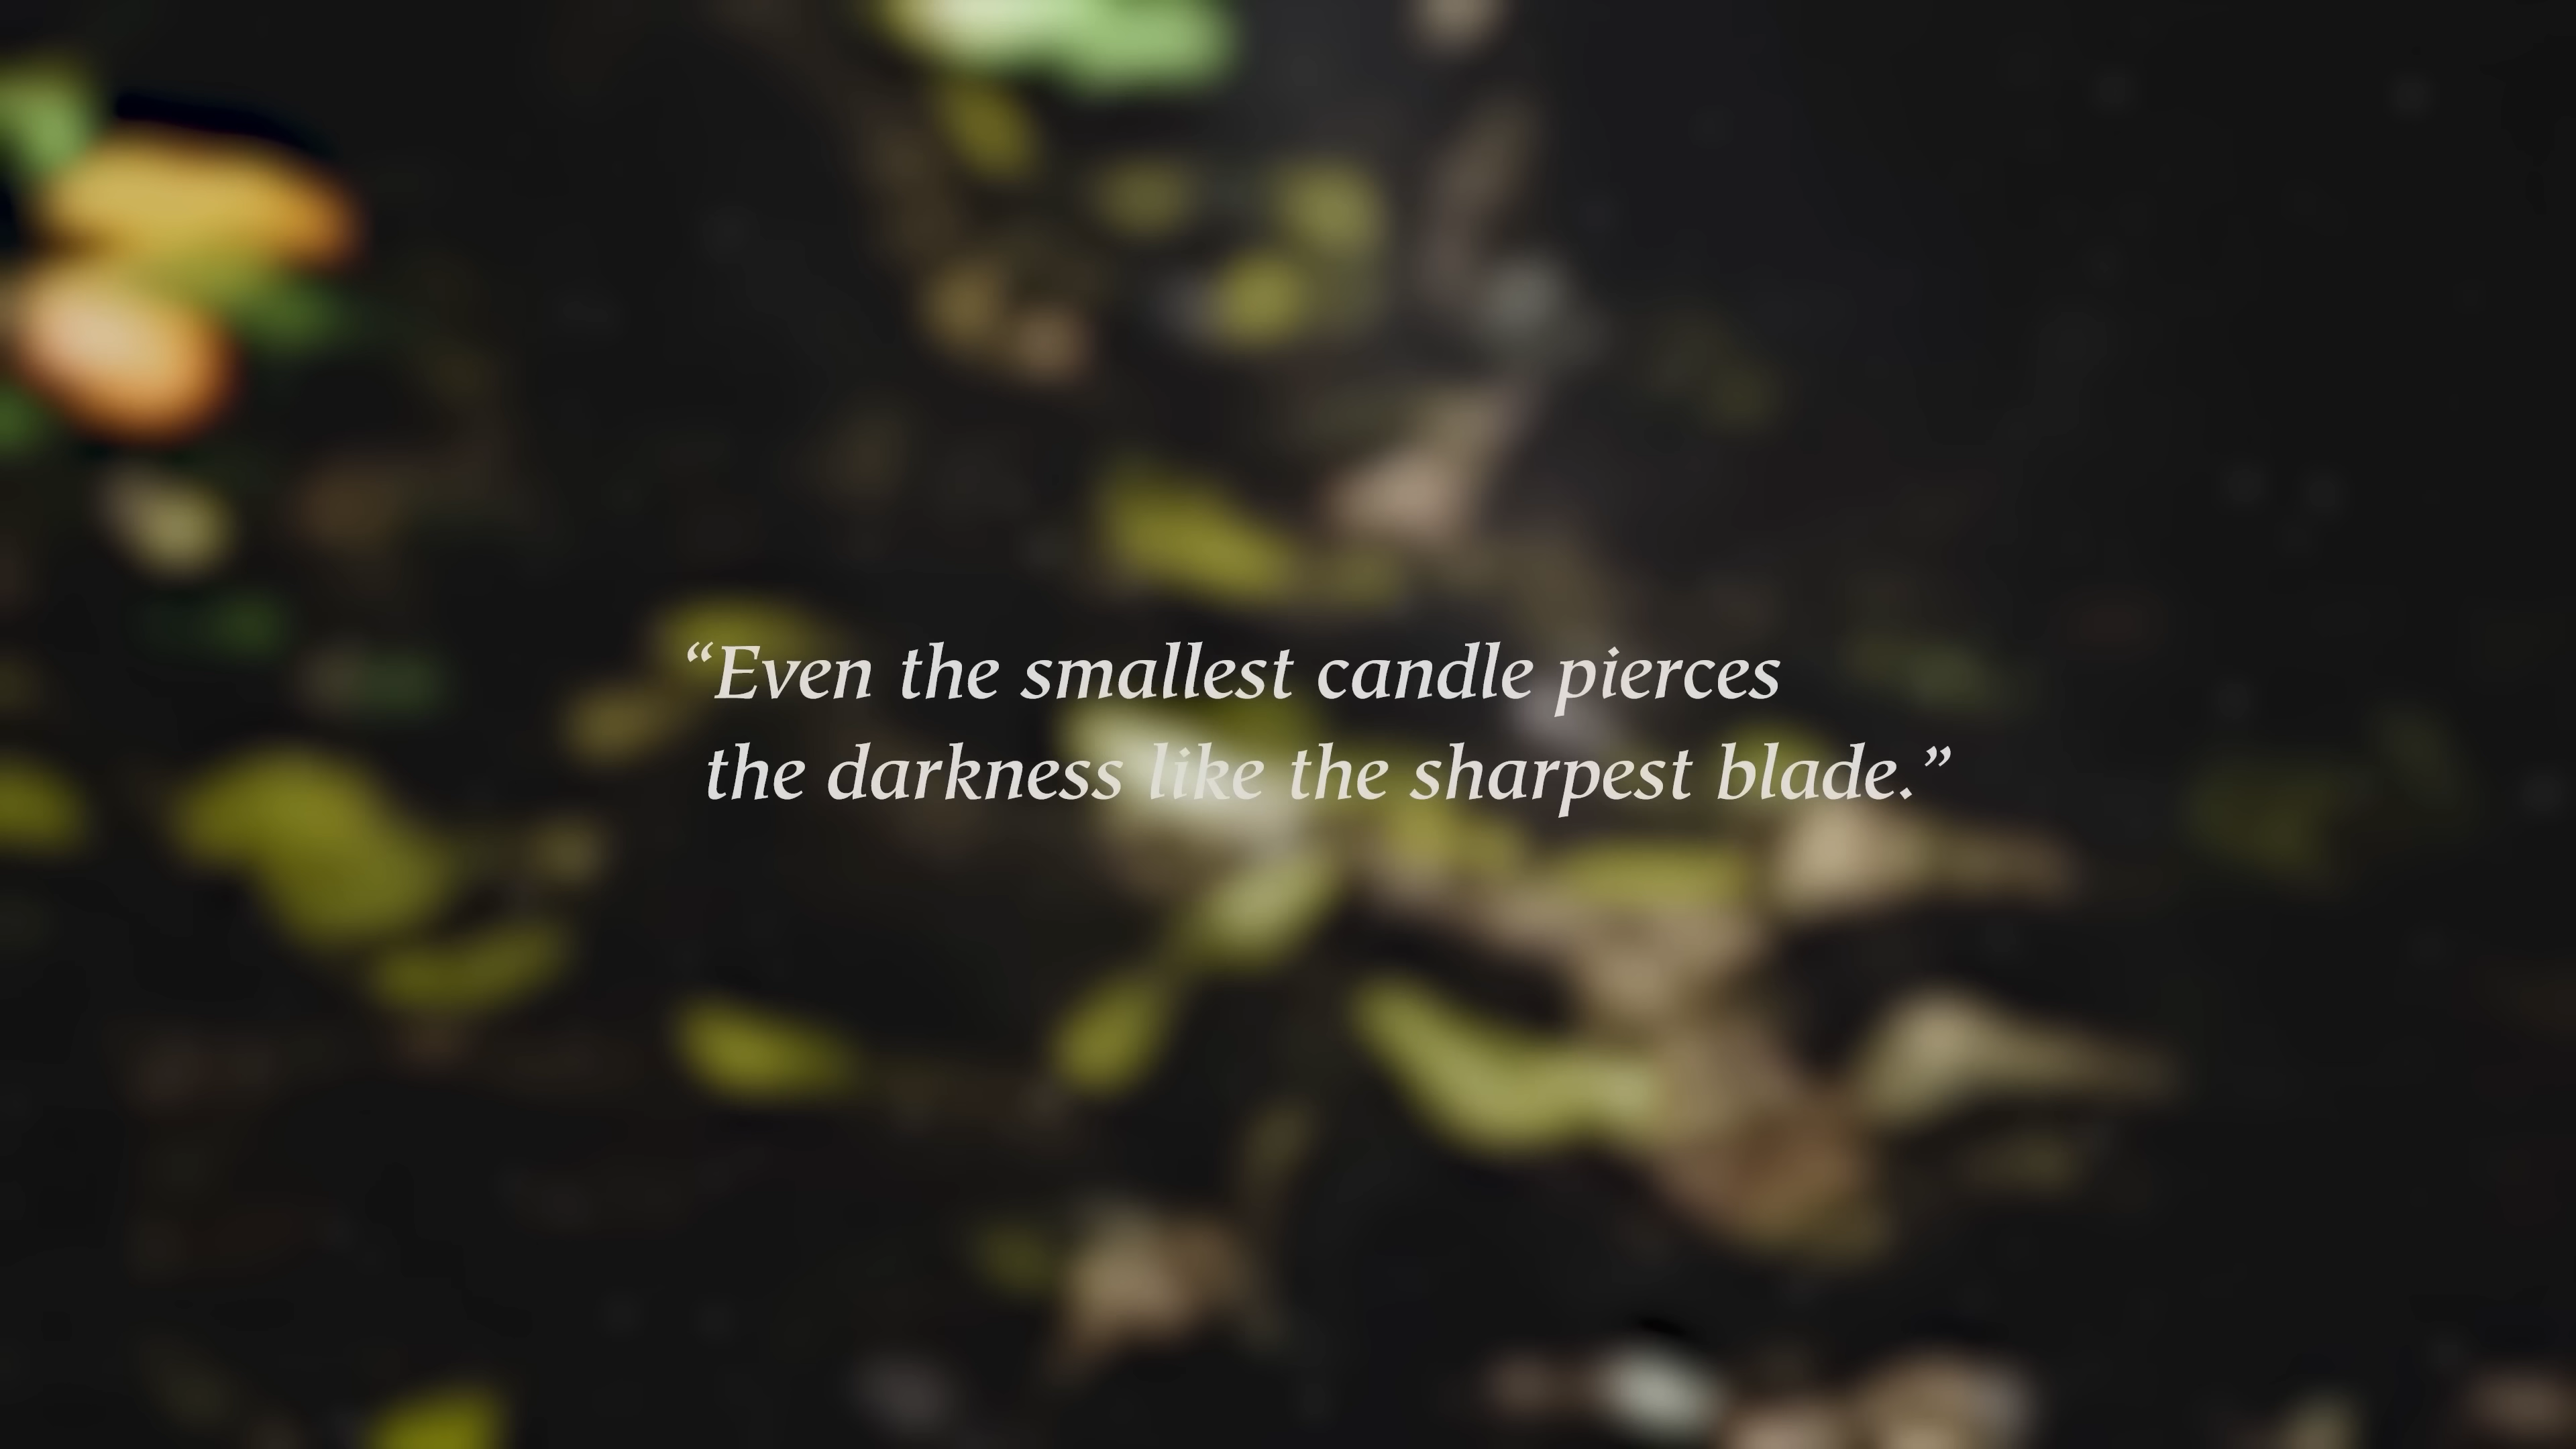 “Even the smallest candle pierces
the darkness like the sharpest blade.”